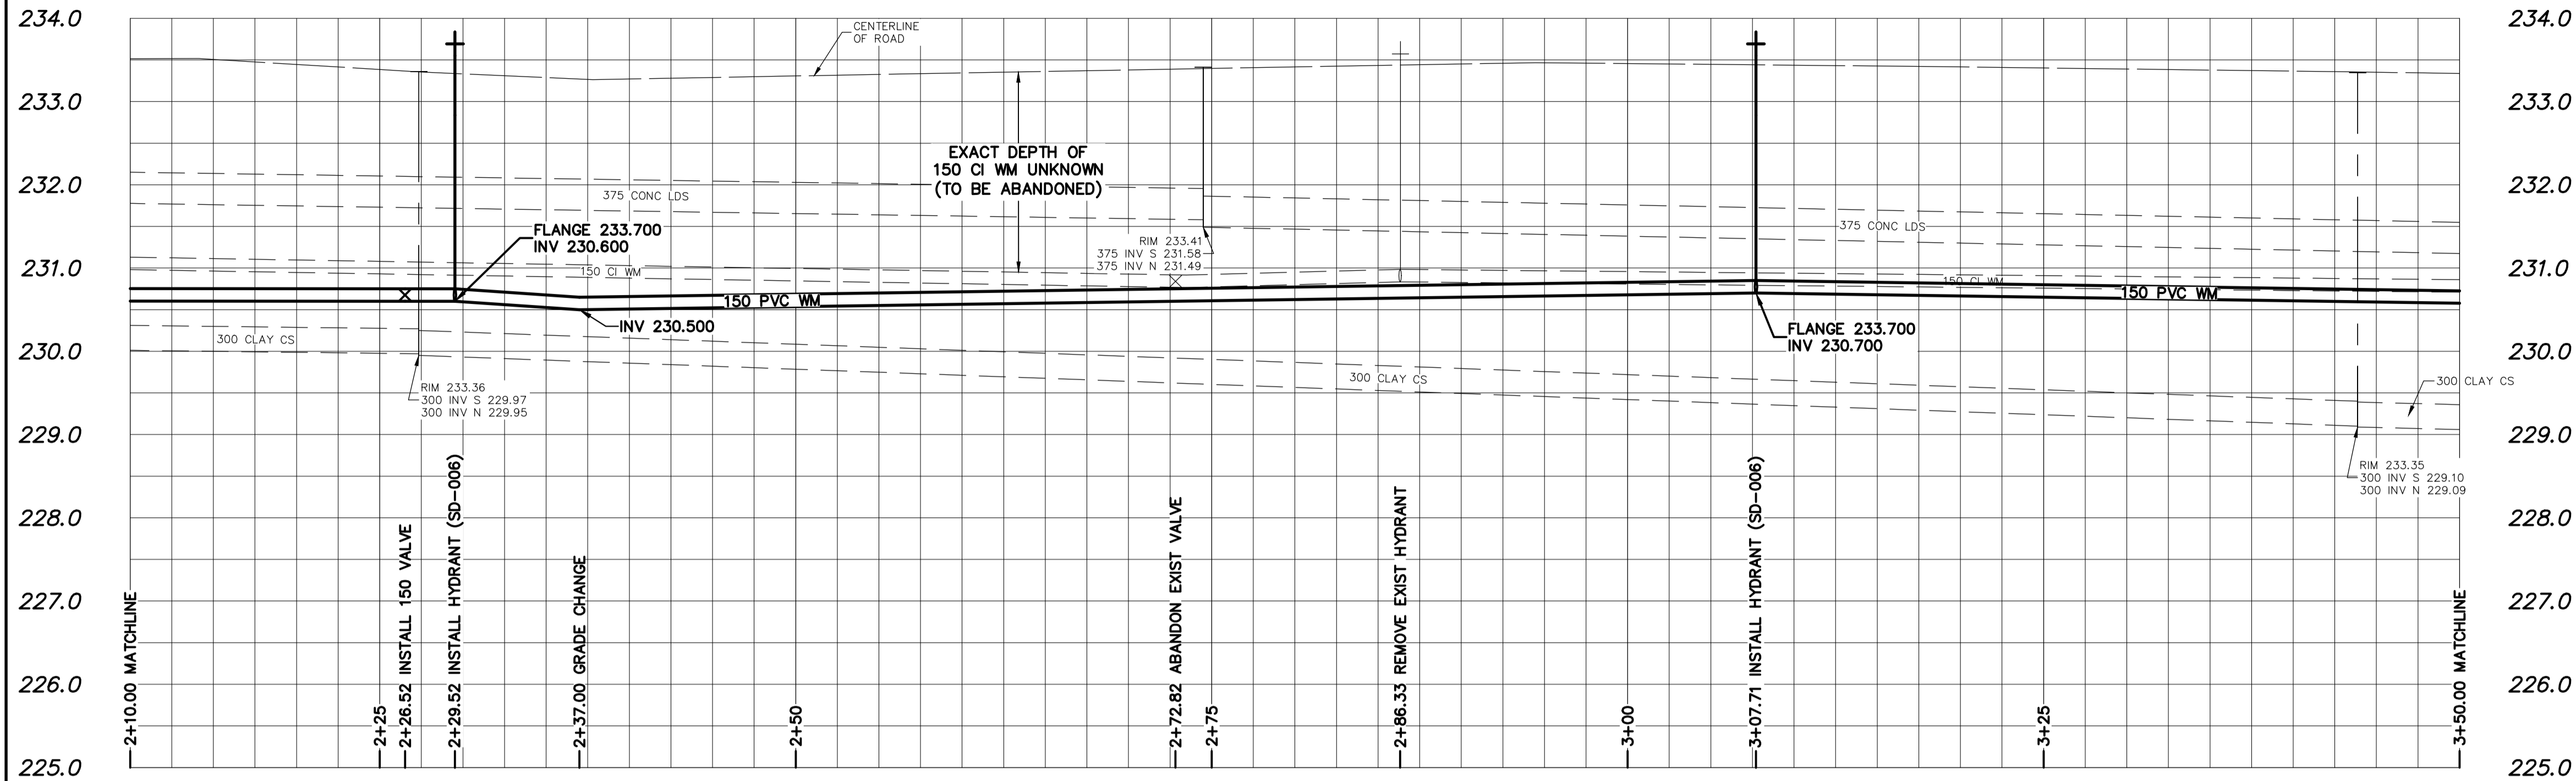 234.0
234.0
CENTERLINE
OF ROAD
233.0
233.0
EXACT DEPTH OF
150 CI WM UNKNOWN
(TO BE ABANDONED)
232.0
232.0
375 CONC LDS
375 CONC LDS
FLANGE 233.700
INV 230.600
RIM 233.41
375 INV S 231.58
375 INV N 231.49
231.0
231.0
150 CI WM
150 CI WM
150 PVC WM
150 PVC WM
INV 230.500
FLANGE 233.700
INV 230.700
300 CLAY CS
230.0
230.0
300 CLAY CS
300 CLAY CS
RIM 233.36
300 INV S 229.97
300 INV N 229.95
229.0
229.0
RIM 233.35
300 INV S 229.10
300 INV N 229.09
228.0
228.0
227.0
227.0
226.0
226.0
225.0
225.0
2+10.00 MATCHLINE
2+25
2+26.52 INSTALL 150 VALVE
2+29.52 INSTALL HYDRANT (SD-006)
2+37.00 GRADE CHANGE
2+50
2+72.82 ABANDON EXIST VALVE
2+75
2+86.33 REMOVE EXIST HYDRANT
3+00
3+07.71 INSTALL HYDRANT (SD-006)
3+25
3+50.00 MATCHLINE